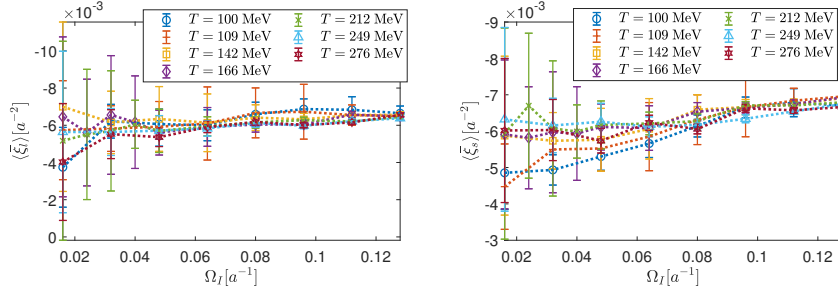 ×10⁻³
T = 100 MeV
T = 109 MeV
T = 142 MeV
T = 166 MeV
T = 212 MeV
T = 249 MeV
T = 276 MeV
-10
-8
-6
-4
-2
0
⟨ξ̄ₗ⟩[a⁻²]
0.02 0.04 0.06 0.08 0.1 0.12
Ω_I[a⁻¹]
×10⁻³
T = 100 MeV
T = 109 MeV
T = 142 MeV
T = 166 MeV
T = 212 MeV
T = 249 MeV
T = 276 MeV
-9
-8
-7
-6
-5
-4
-3
⟨ξ̄ₛ⟩[a⁻²]
0.02 0.04 0.06 0.08 0.1 0.12
Ω_I[a⁻¹]